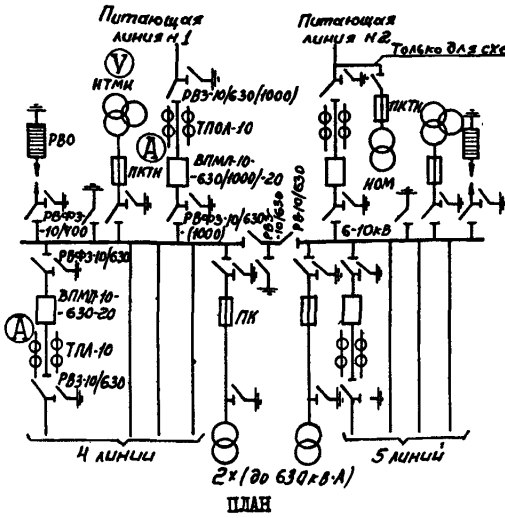 Питающая
линия н1
Питающая
линия н2
Только для схе
V
НТМИ
РВЗ-10/630(1000)
А
ТПОЛ-10
ПКТН
РВО
ПКТН
ВПМП-10-
-630/1000/-20
НОМ
РВФЗ-
-10/400
РВФЗ-10/630-
-(1000)
РВЗ-
-10/630
РВ-10/630
6-10кВ
РВФЗ-10/630
ВПМП-10-
-630-20
ПК
А
ТПЛ-10
РВЗ-10/630
4 линии
5 линий
2×(до 630кВ·А)
ПЛАН